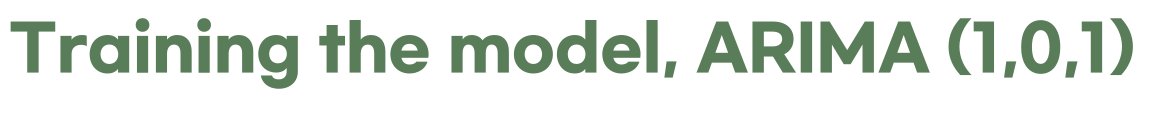 Training the model, ARIMA (1,0,1)